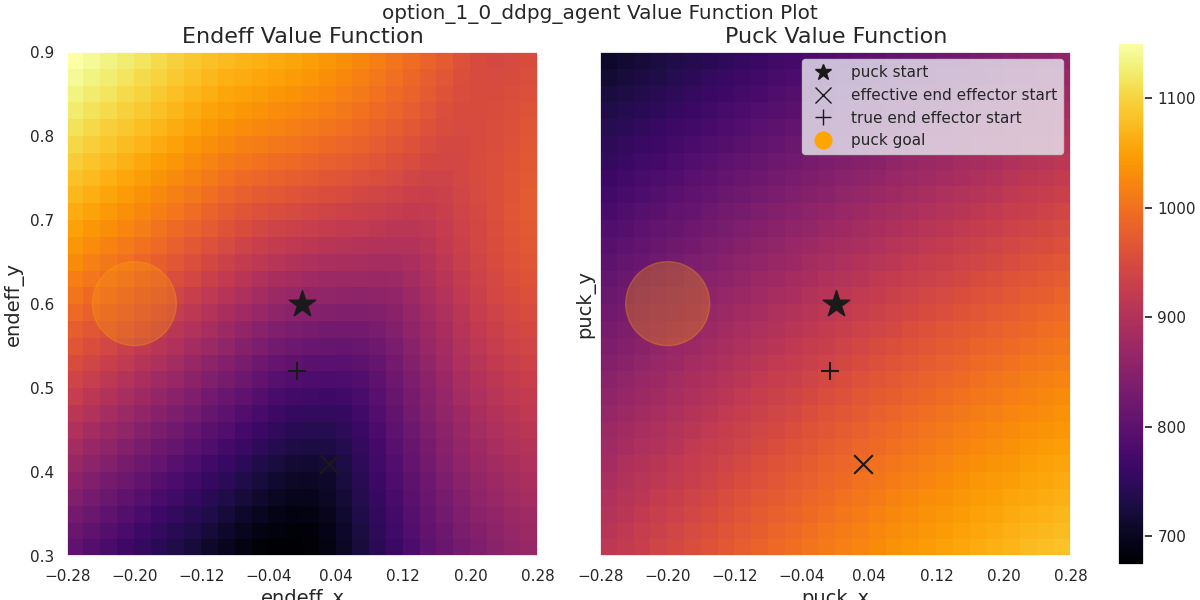 option_1_0_ddpg_agent Value Function Plot
Endeff Value Function
Puck Value Function
puck start
effective end effector start
true end effector start
puck goal
endeff_y
0.9
0.8
0.7
0.6
0.5
0.4
0.3
−0.28 −0.20 −0.12 −0.04 0.04 0.12 0.20 0.28
endeff_x
puck_y
−0.28 −0.20 −0.12 −0.04 0.04 0.12 0.20 0.28
puck_x
1100
1000
900
800
700